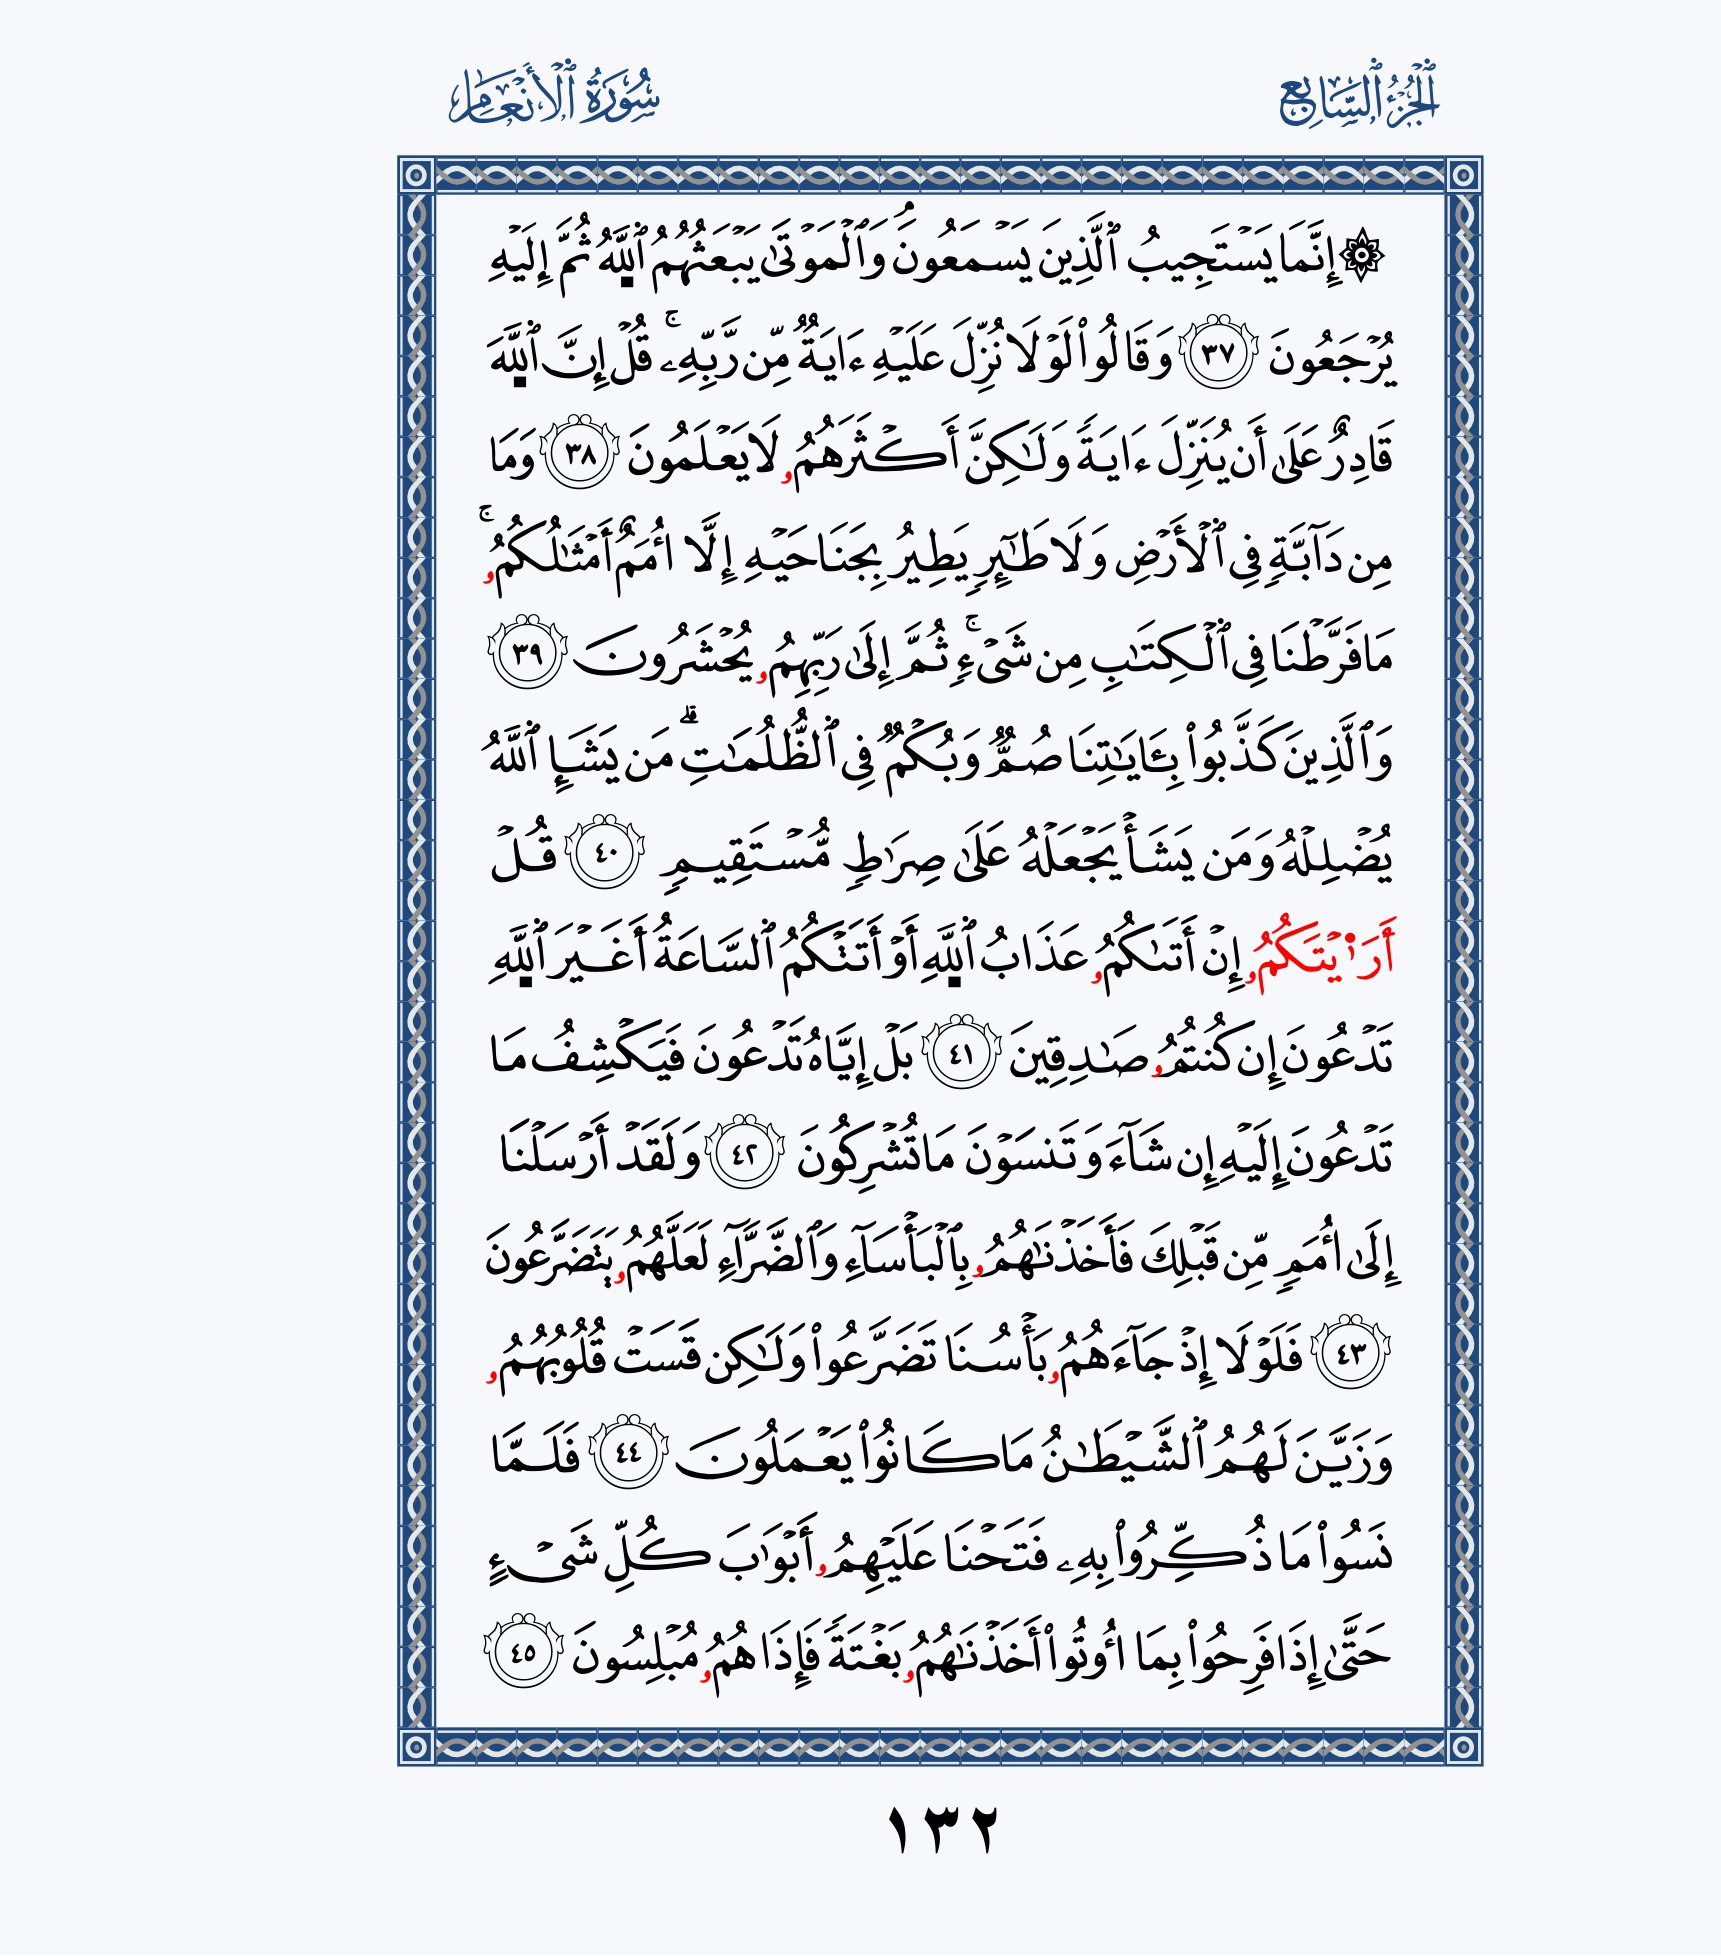 الجُزْءُ ٱلسَّابِعُ
سُورَةُ ٱلْأَنْعَامِ
۞ إِنَّمَا يَسْتَجِيبُ ٱلَّذِينَ يَسْمَعُونَۘ وَٱلْمَوْتَىٰ يَبْعَثُهُمُ ٱللَّهُ ثُمَّ إِلَيْهِ
يُرْجَعُونَ ٣٧ وَقَالُوا۟ لَوْلَا نُزِّلَ عَلَيْهِ ءَايَةٌ مِّن رَّبِّهِۦۚ قُلْ إِنَّ ٱللَّهَ
قَادِرٌ عَلَىٰ أَن يُنَزِّلَ ءَايَةً وَلَٰكِنَّ أَكْثَرَهُمُۥ لَا يَعْلَمُونَ ٣٨ وَمَا
مِن دَآبَّةٍ فِي ٱلْأَرْضِ وَلَا طَٰٓئِرٍ يَطِيرُ بِجَنَاحَيْهِ إِلَّا أُمَمٌ أَمْثَالُكُمُۥۚ
مَا فَرَّطْنَا فِي ٱلْكِتَٰبِ مِن شَيْءٍۚ ثُمَّ إِلَىٰ رَبِّهِمُۥ يُحْشَرُونَ ٣٩
وَٱلَّذِينَ كَذَّبُوا۟ بِـَٔايَٰتِنَا صُمٌّ وَبُكْمٌ فِي ٱلظُّلُمَٰتِۗ مَن يَشَإِ ٱللَّهُ
يُضْلِلْهُ وَمَن يَشَأْ يَجْعَلْهُ عَلَىٰ صِرَٰطٍ مُّسْتَقِيمٍ ٤٠ قُلْ
أَرَٰ۬يْتَكُمُۥ إِنْ أَتَىٰكُمُۥ عَذَابُ ٱللَّهِ أَوْ أَتَتْكُمُ ٱلسَّاعَةُ أَغَيْرَ ٱللَّهِ
تَدْعُونَ إِن كُنتُمُۥ صَٰدِقِينَ ٤١ بَلْ إِيَّاهُ تَدْعُونَ فَيَكْشِفُ مَا
تَدْعُونَ إِلَيْهِ إِن شَآءَ وَتَنسَوْنَ مَا تُشْرِكُونَ ٤٢ وَلَقَدْ أَرْسَلْنَا
إِلَىٰ أُمَمٍ مِّن قَبْلِكَ فَأَخَذْنَٰهُمُۥ بِٱلْبَأْسَآءِ وَٱلضَّرَّآءِ لَعَلَّهُمُۥ يَتَضَرَّعُونَ
٤٣ فَلَوْلَا إِذْ جَآءَهُمُۥ بَأْسُنَا تَضَرَّعُوا۟ وَلَٰكِن قَسَتْ قُلُوبُهُمُۥ
وَزَيَّنَ لَهُمُ ٱلشَّيْطَٰنُ مَا كَانُوا۟ يَعْمَلُونَ ٤٤ فَلَمَّا
نَسُوا۟ مَا ذُكِّرُوا۟ بِهِۦ فَتَحْنَا عَلَيْهِمُۥ أَبْوَٰبَ كُلِّ شَيْءٍ
حَتَّىٰ إِذَا فَرِحُوا۟ بِمَا أُوتُوا۟ أَخَذْنَٰهُمُۥ بَغْتَةً فَإِذَا هُمُۥ مُبْلِسُونَ ٤٥
١٣٢